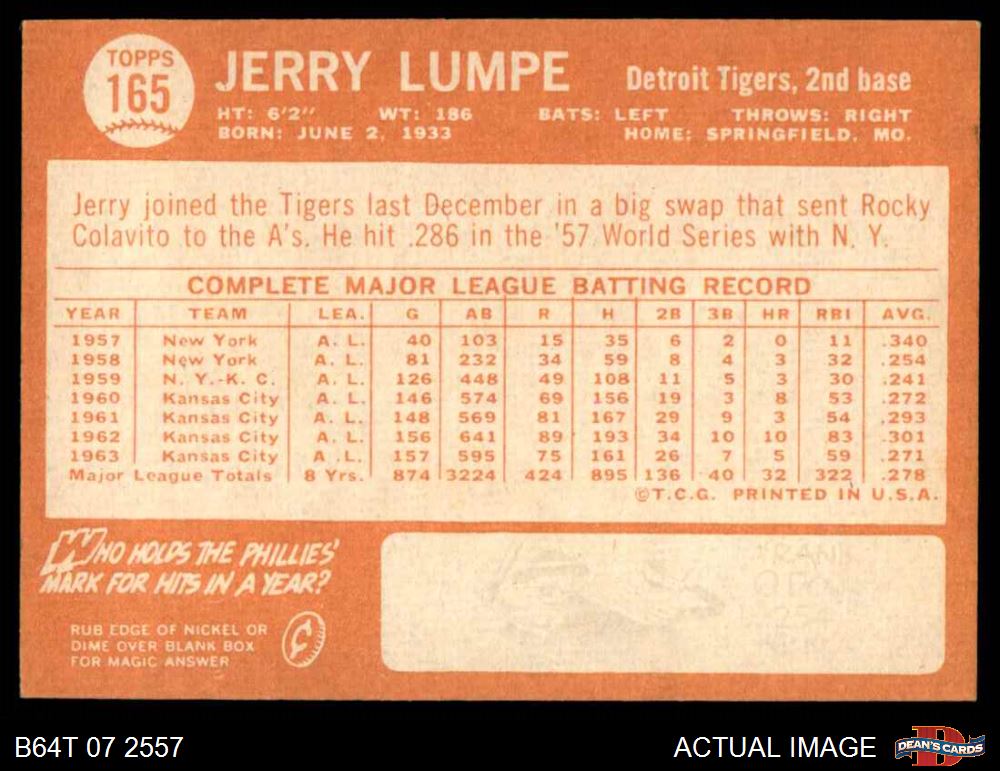 TOPPS
165
JERRY LUMPE
Detroit Tigers, 2nd base
HT: 6'2" WT: 186 BATS: LEFT THROWS: RIGHT
BORN: JUNE 2, 1933 HOME: SPRINGFIELD, MO.
Jerry joined the Tigers last December in a big swap that sent Rocky
Colavito to the A's. He hit .286 in the '57 World Series with N. Y.
COMPLETE MAJOR LEAGUE BATTING RECORD
YEAR TEAM LEA. G AB R H 2B 3B HR RBI AVG.
1957 New York A. L. 40 103 15 35 6 2 0 11 .340
1958 New York A. L. 81 232 34 59 8 4 3 32 .254
1959 N. Y.-K. C. A. L. 126 448 49 108 11 5 3 30 .241
1960 Kansas City A. L. 146 574 69 156 19 3 8 53 .272
1961 Kansas City A. L. 148 569 81 167 29 9 3 54 .293
1962 Kansas City A. L. 156 641 89 193 34 10 10 83 .301
1963 Kansas City A. L. 157 595 75 161 26 7 5 59 .271
Major League Totals 8 Yrs. 874 3224 424 895 136 40 32 322 .278
©T.C.G. PRINTED IN U.S.A.
WHO HOLDS THE PHILLIES'
MARK FOR HITS IN A YEAR?
RUB EDGE OF NICKEL OR
DIME OVER BLANK BOX
FOR MAGIC ANSWER
B64T 07 2557
ACTUAL IMAGE
D
DEAN'S CARDS